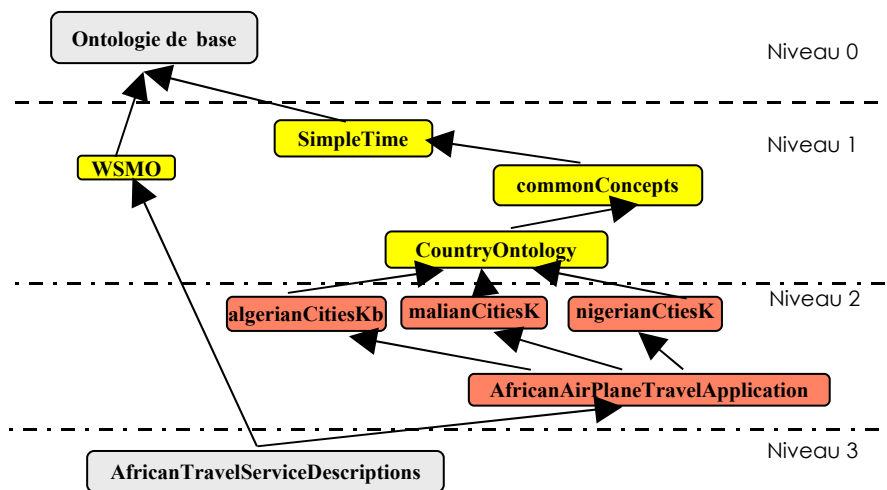 Ontologie de base
Niveau 0
SimpleTime
Niveau 1
WSMO
commonConcepts
CountryOntology
Niveau 2
algerianCitiesKb
malianCitiesK
nigerianCtiesK
AfricanAirPlaneTravelApplication
Niveau 3
AfricanTravelServiceDescriptions